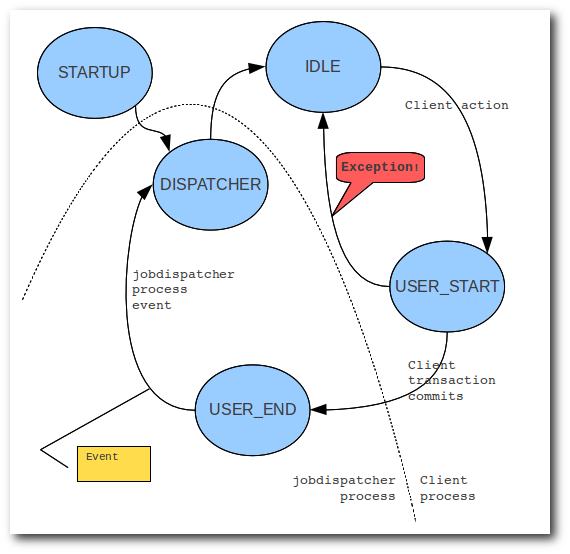 STARTUP
IDLE
Client action
Exception!
DISPATCHER
jobdispatcher
process
event
USER_START
Client
transaction
commits
USER_END
Event
jobdispatcher
process
Client
process